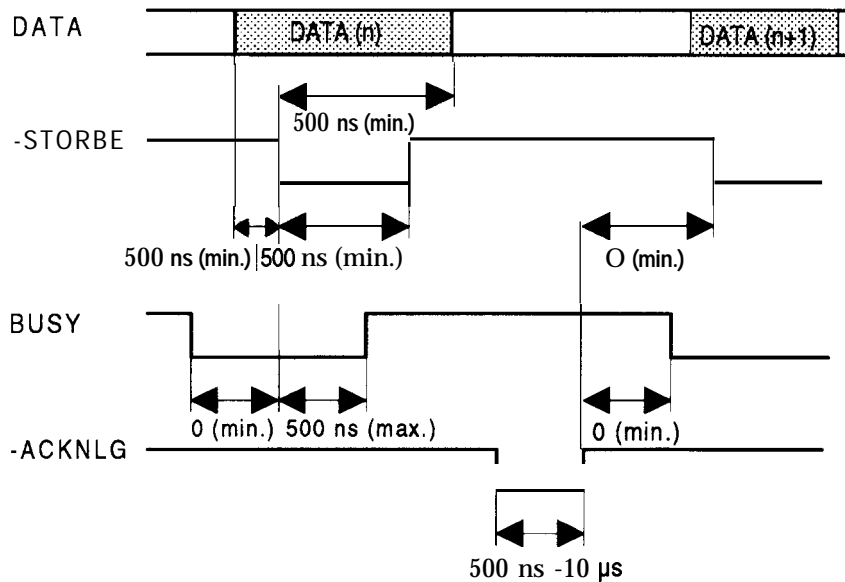 DATA
DATA (n)
DATA (n+1)
500 ns (min.)
-STORBE
500 ns (min.) 500 ns (min.)
O (min.)
BUSY
0 (min.) 500 ns (max.)
0 (min.)
-ACKNLG
500 ns -10 µs